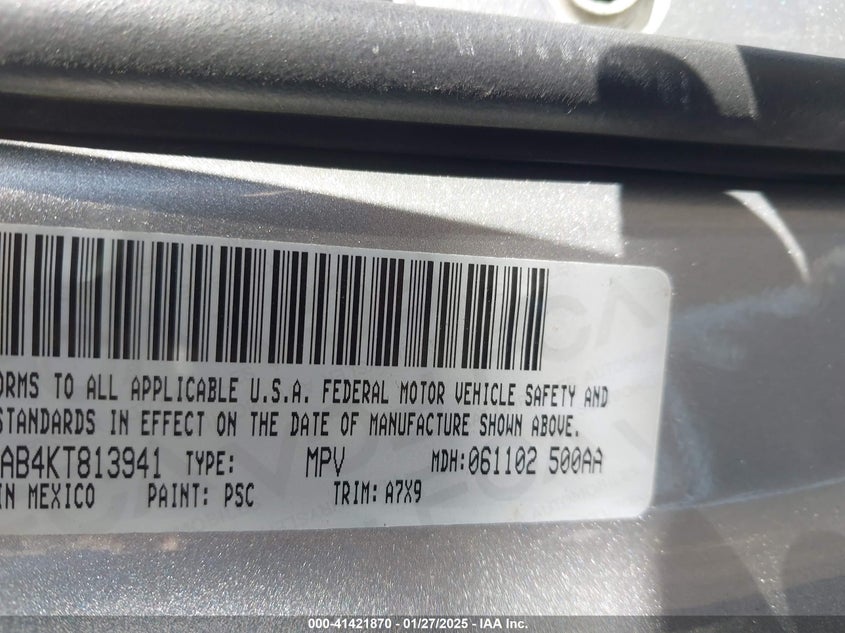 ORMS TO ALL APPLICABLE U.S.A. FEDERAL MOTOR VEHICLE SAFETY AND
STANDARDS IN EFFECT ON THE DATE OF MANUFACTURE SHOWN ABOVE.
AB4KT813941 TYPE: MPV MDH:061102 500AA
IN MEXICO PAINT: PSC TRIM: A7X9
000-41421870 — 01/27/2025 — IAA Inc.